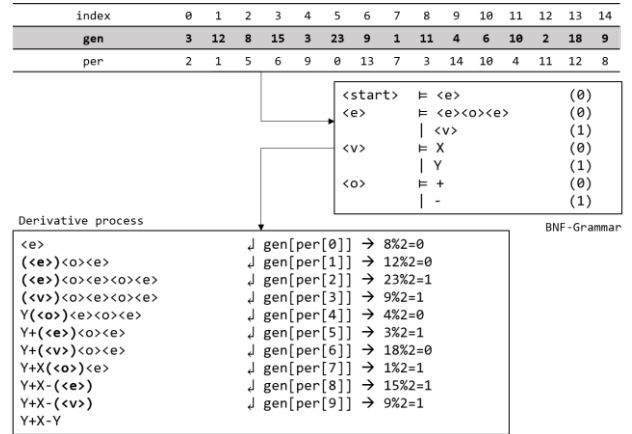 index 0 1 2 3 4 5 6 7 8 9 10 11 12 13 14
gen 3 12 8 15 3 23 9 1 11 4 6 10 2 18 9
per 2 1 5 6 9 0 13 7 3 14 10 4 11 12 8
<start> ⊨ <e> (0)
<e> ⊨ <e><o><e> (0)
| <v> (1)
<v> ⊨ X (0)
| Y (1)
<o> ⊨ + (0)
| - (1)
BNF-Grammar
Derivative process
<e> ↲ gen[per[0]] → 8%2=0
(<e>)<o><e> ↲ gen[per[1]] → 12%2=0
(<e>)<o><e><o><e> ↲ gen[per[2]] → 23%2=1
(<v>)<o><e><o><e> ↲ gen[per[3]] → 9%2=1
Y(<o>)<e><o><e> ↲ gen[per[4]] → 4%2=0
Y+(<e>)<o><e> ↲ gen[per[5]] → 3%2=1
Y+(<v>)<o><e> ↲ gen[per[6]] → 18%2=0
Y+X(<o>)<e> ↲ gen[per[7]] → 1%2=1
Y+X-(<e>) ↲ gen[per[8]] → 15%2=1
Y+X-(<v>) ↲ gen[per[9]] → 9%2=1
Y+X-Y